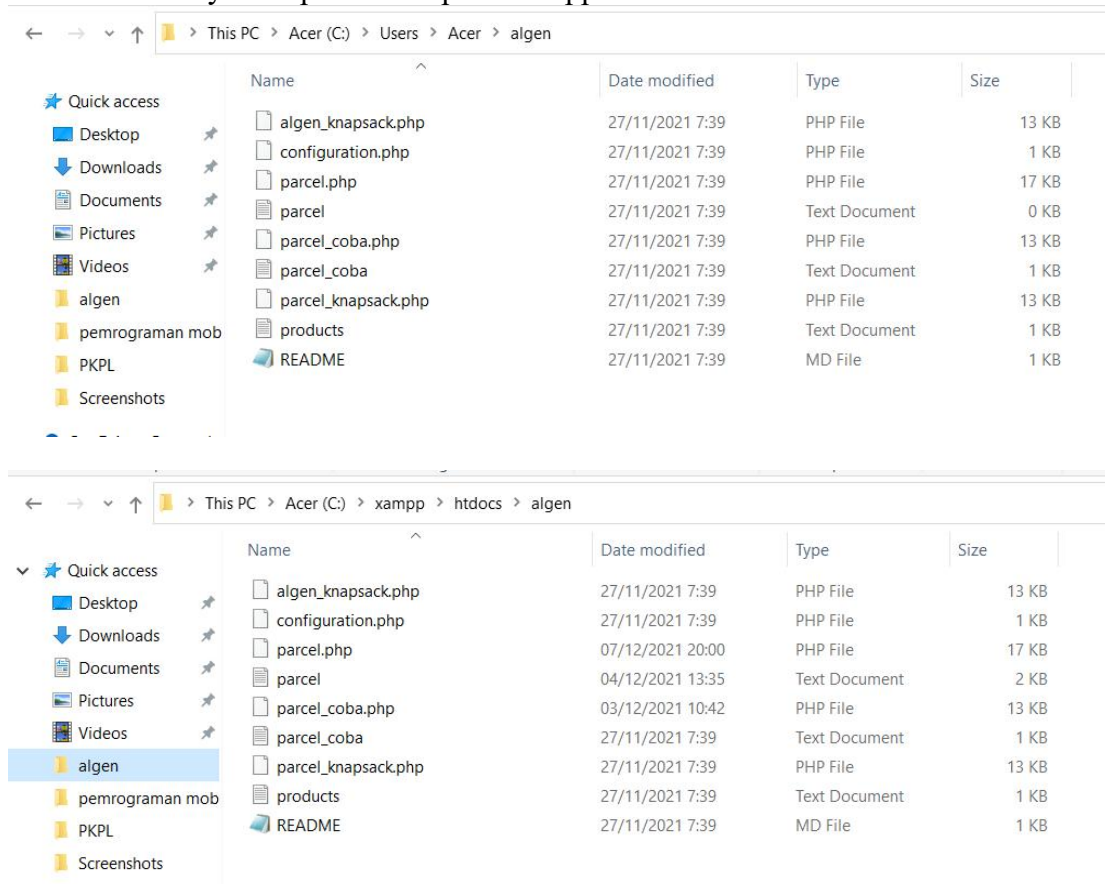 This PC > Acer (C:) > Users > Acer > algen
Name Date modified Type Size
Quick access
Desktop
Downloads
Documents
Pictures
Videos
algen
pemrograman mob
PKPL
Screenshots
algen_knapsack.php 27/11/2021 7:39 PHP File 13 KB
configuration.php 27/11/2021 7:39 PHP File 1 KB
parcel.php 27/11/2021 7:39 PHP File 17 KB
parcel 27/11/2021 7:39 Text Document 0 KB
parcel_coba.php 27/11/2021 7:39 PHP File 13 KB
parcel_coba 27/11/2021 7:39 Text Document 1 KB
parcel_knapsack.php 27/11/2021 7:39 PHP File 13 KB
products 27/11/2021 7:39 Text Document 1 KB
README 27/11/2021 7:39 MD File 1 KB
This PC > Acer (C:) > xampp > htdocs > algen
Name Date modified Type Size
Quick access
Desktop
Downloads
Documents
Pictures
Videos
algen
pemrograman mob
PKPL
Screenshots
algen_knapsack.php 27/11/2021 7:39 PHP File 13 KB
configuration.php 27/11/2021 7:39 PHP File 1 KB
parcel.php 07/12/2021 20:00 PHP File 17 KB
parcel 04/12/2021 13:35 Text Document 2 KB
parcel_coba.php 03/12/2021 10:42 PHP File 13 KB
parcel_coba 27/11/2021 7:39 Text Document 1 KB
parcel_knapsack.php 27/11/2021 7:39 PHP File 13 KB
products 27/11/2021 7:39 Text Document 1 KB
README 27/11/2021 7:39 MD File 1 KB